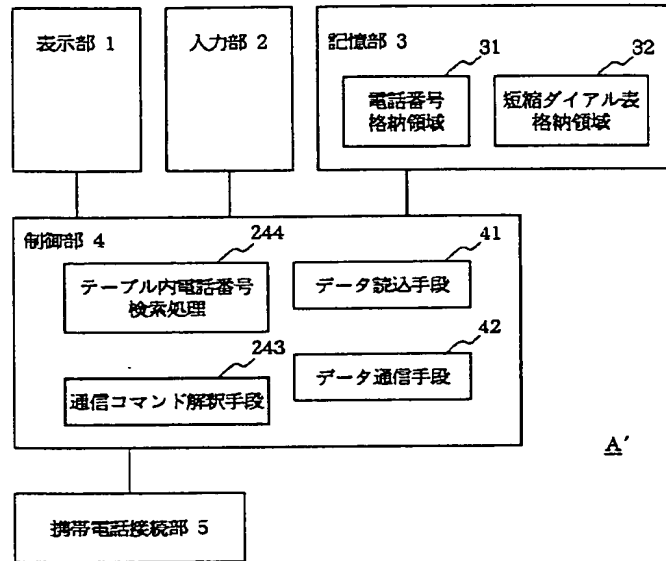 表示部 1
入力部 2
記憶部 3
31
32
電話番号
格納領域
短縮ダイアル表
格納領域
制御部 4
244
41
テーブル内電話番号
検索処理
データ読込手段
243
42
通信コマンド解釈手段
データ通信手段
A′
携帯電話接続部 5